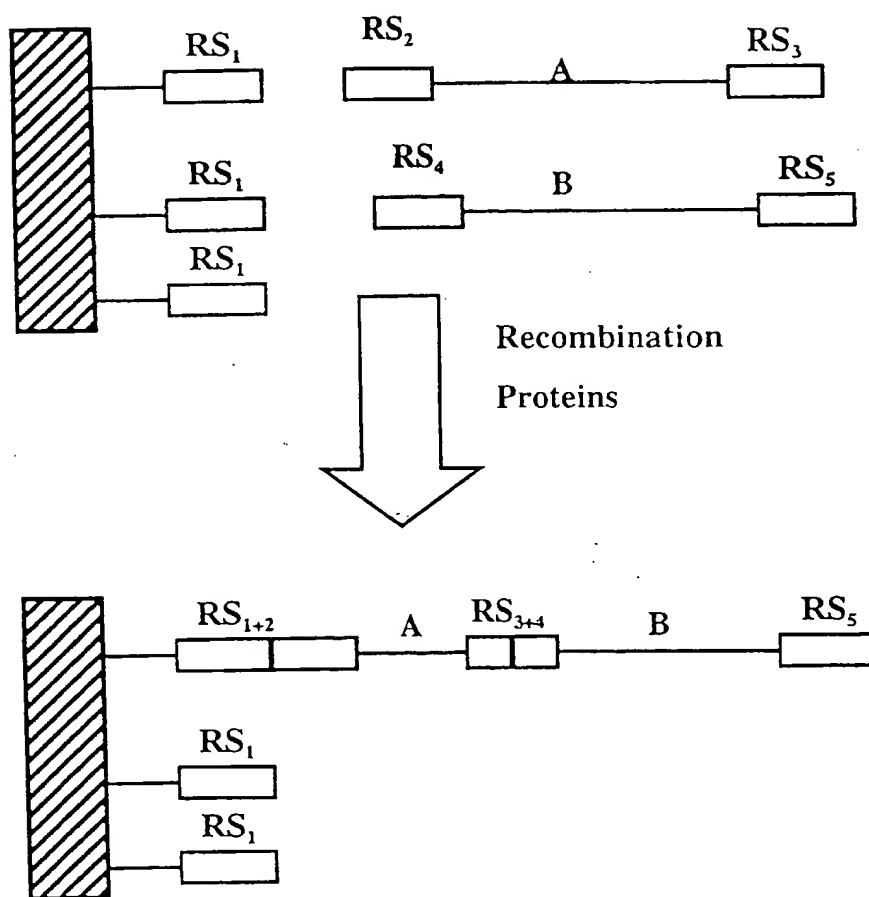 RS₁ RS₂ A RS₃
RS₁ RS₄ B RS₅
RS₁
Recombination
Proteins
RS₁₊₂ A RS₃₊₄ B RS₅
RS₁
RS₁